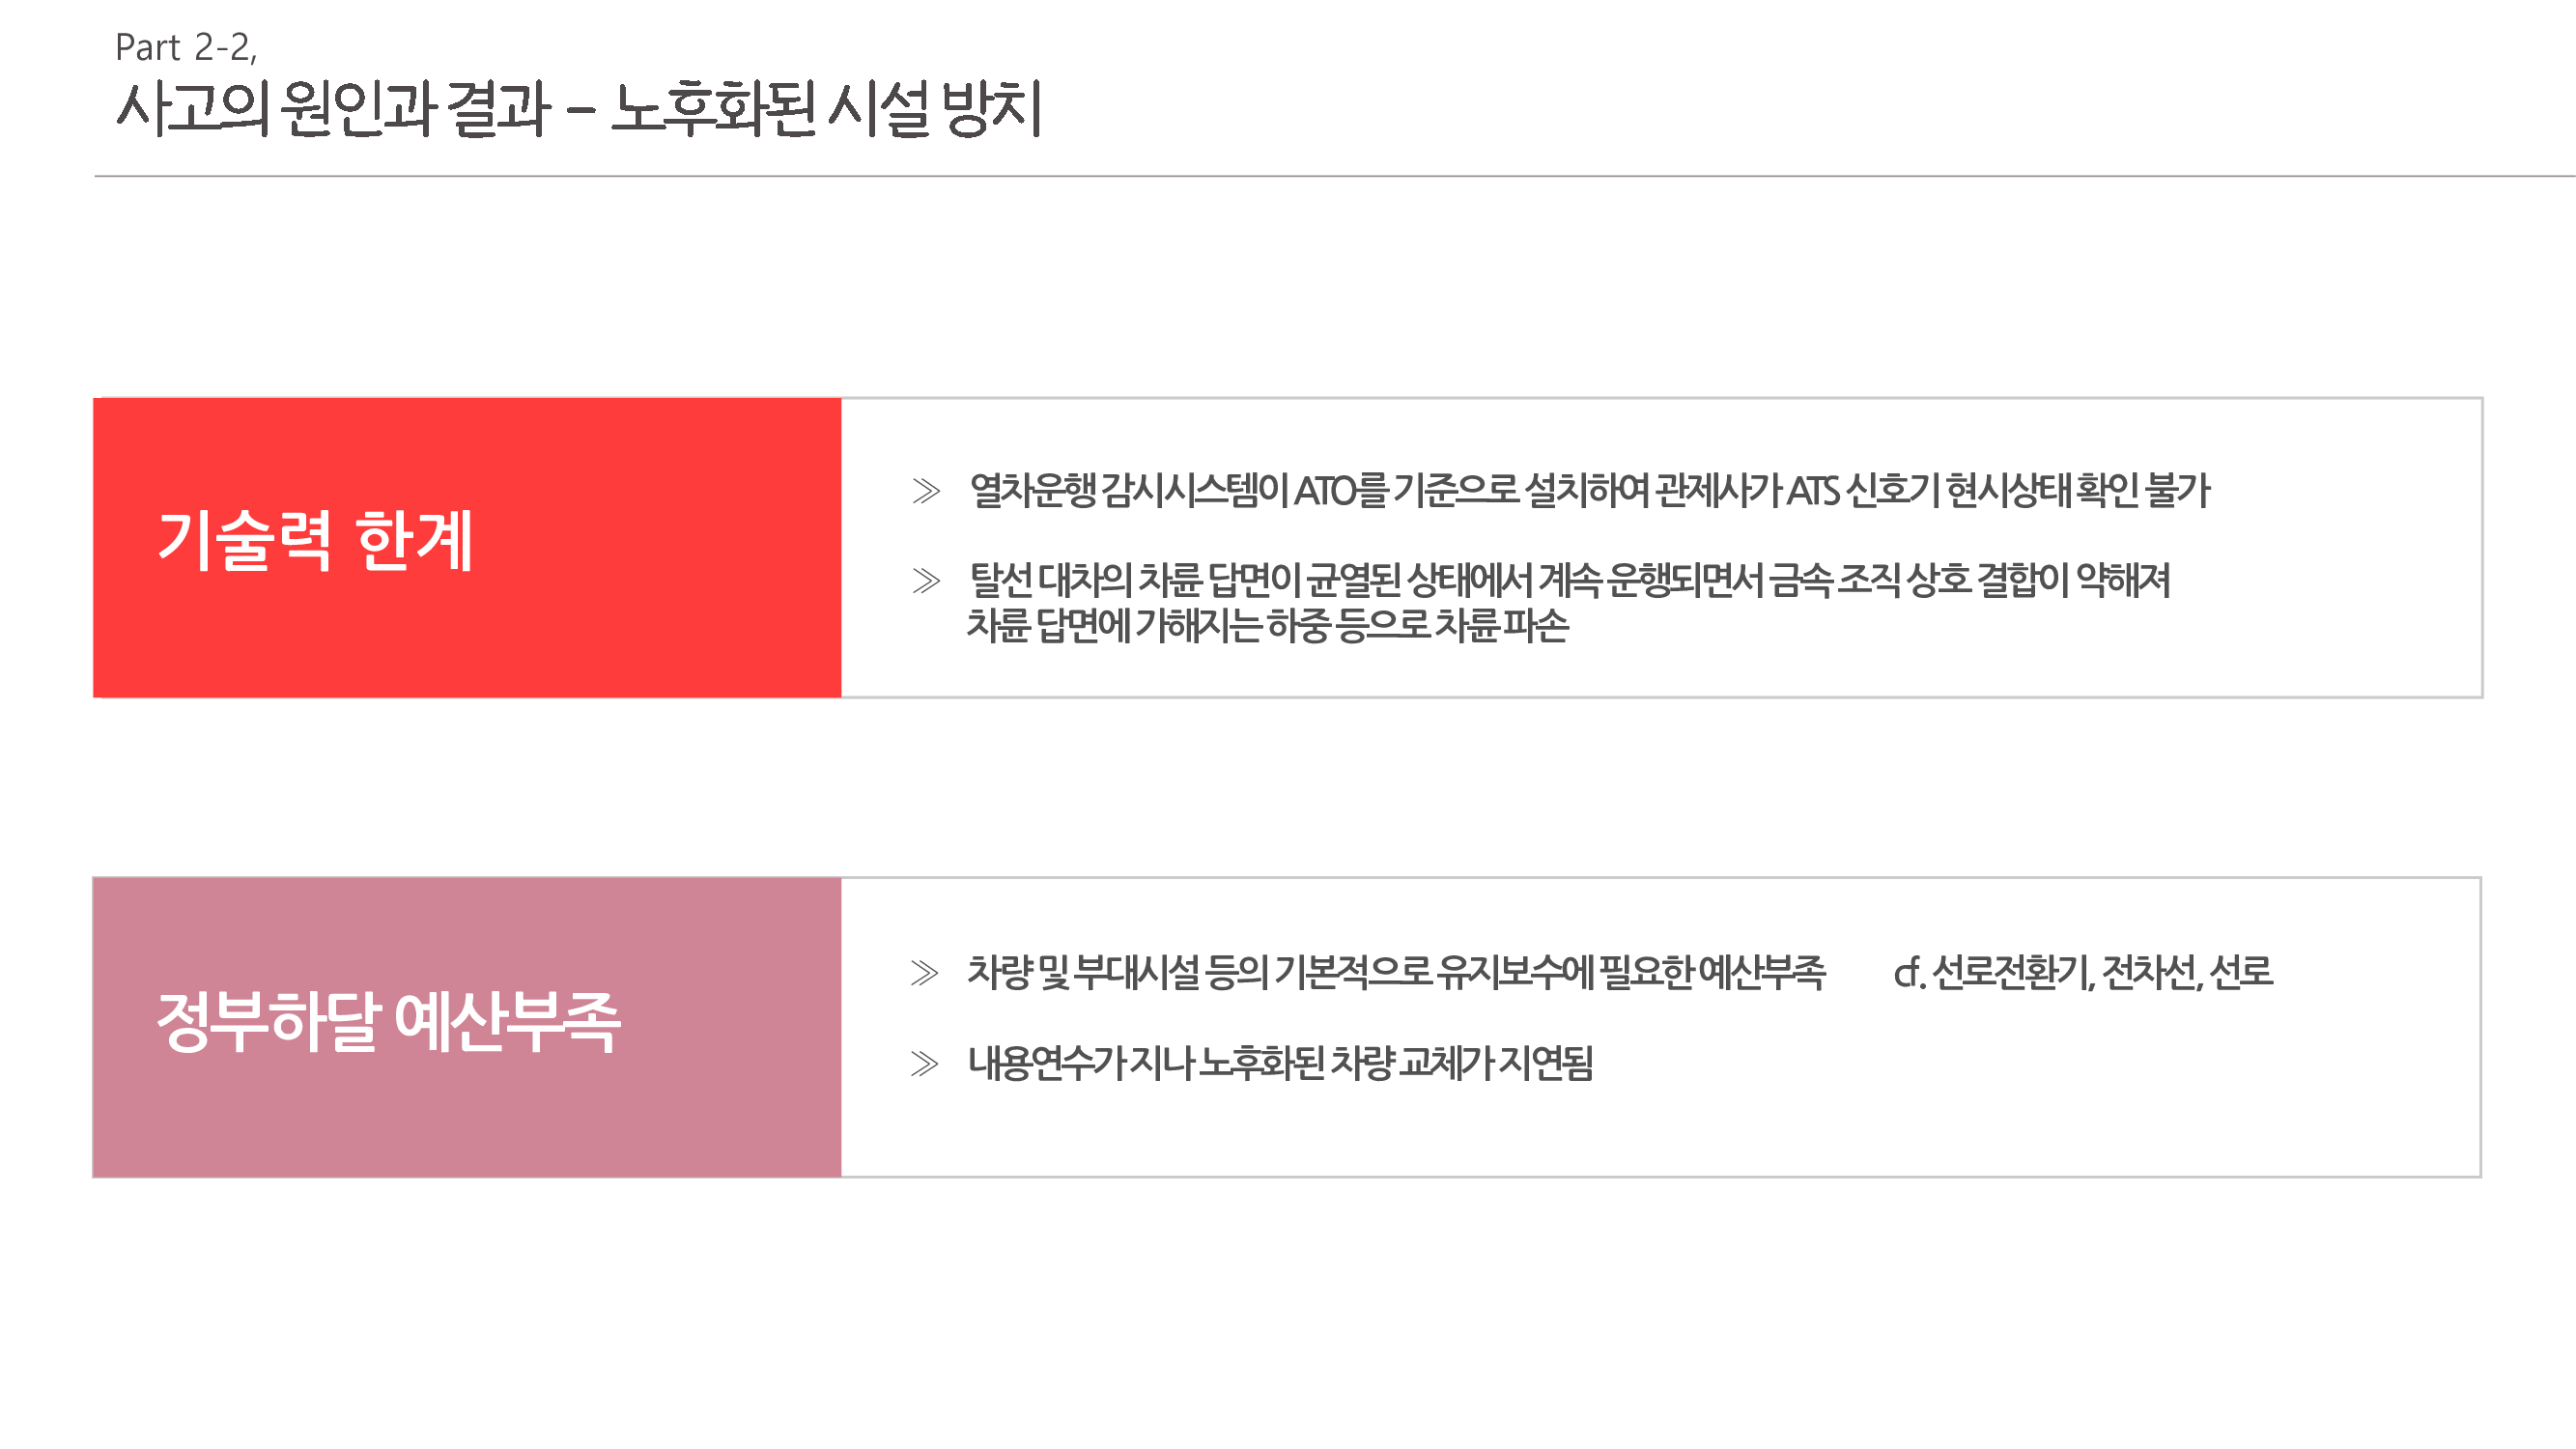 Part 2-2,
사고의 원인과 결과 – 노후화된 시설 방치
기술력 한계
≫ 열차운행 감시시스템이 ATO를 기준으로 설치하여 관제사가 ATS 신호기 현시상태 확인 불가
≫ 탈선 대차의 차륜 답면이 균열된 상태에서 계속 운행되면서 금속 조직 상호 결합이 약해져
차륜 답면에 가해지는 하중 등으로 차륜 파손
정부하달 예산부족
≫ 차량 및 부대시설 등의 기본적으로 유지보수에 필요한 예산부족 cf. 선로전환기, 전차선, 선로
≫ 내용연수가 지나 노후화된 차량 교체가 지연됨